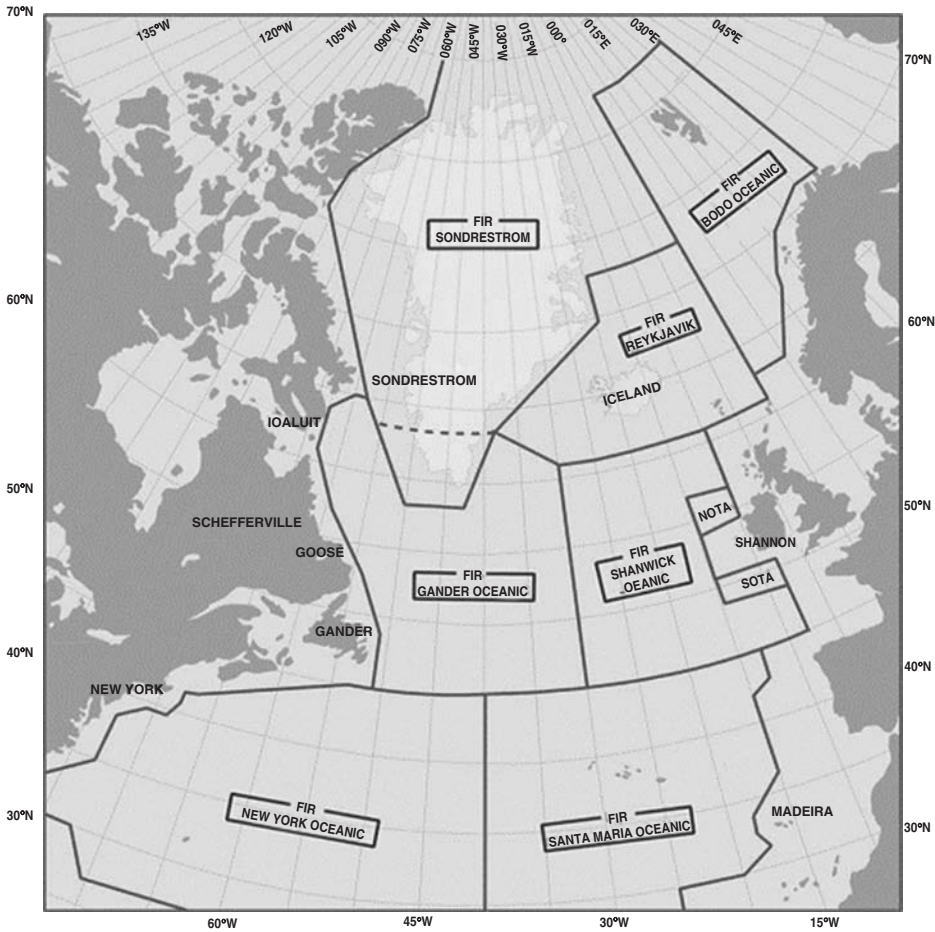 70°N
135°W
120°W
105°W
090°W
075°W
060°W
045°W
030°W
015°W
000°
015°E
030°E
045°E
70°N
FIR
BODO OCEANIC
FIR
SONDRESTROM
60°N
60°N
FIR
REYKJAVIK
SONDRESTROM
ICELAND
IOALUIT
50°N
50°N
NOTA
SCHEFFERVILLE
SHANNON
GOOSE
FIR
SHANWICK
OEANIC
SOTA
FIR
GANDER OCEANIC
GANDER
40°N
40°N
NEW YORK
FIR
NEW YORK OCEANIC
FIR
SANTA MARIA OCEANIC
MADEIRA
30°N
30°N
60°W
45°W
30°W
15°W